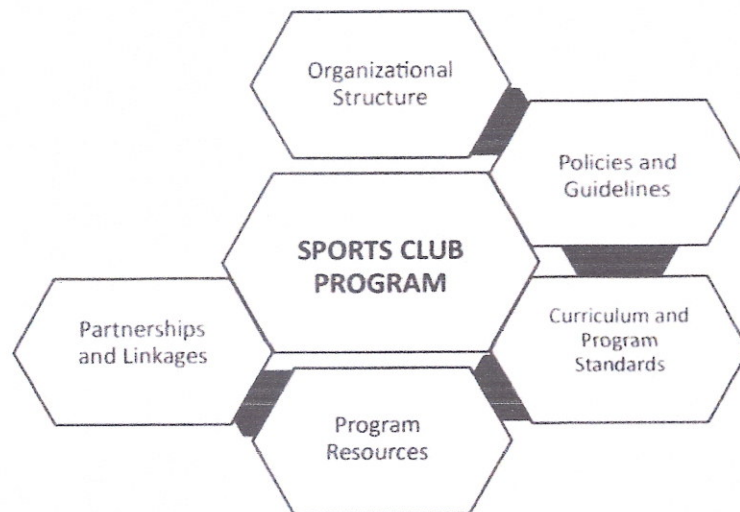 Organizational
Structure
Policies and
Guidelines
SPORTS CLUB
PROGRAM
Curriculum and
Program
Standards
Partnerships
and Linkages
Program
Resources